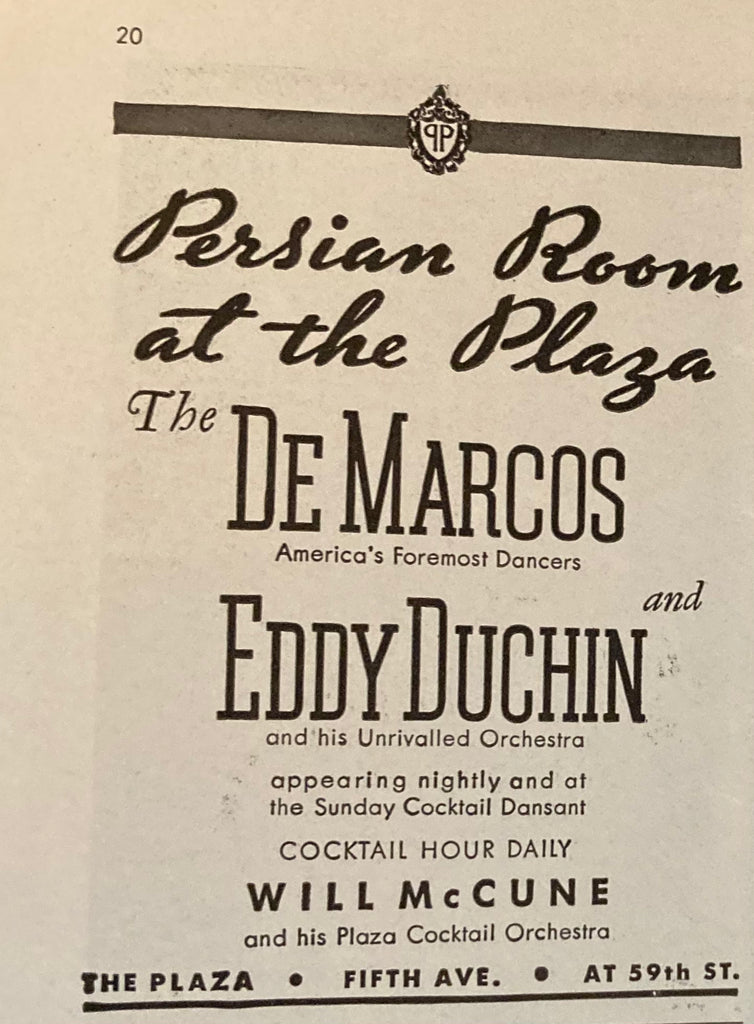 20
PP
Persian Room
at the Plaza
The
DE MARCOS
America's Foremost Dancers
and
EDDY DUCHIN
and his Unrivalled Orchestra
appearing nightly and at
the Sunday Cocktail Dansant
COCKTAIL HOUR DAILY
WILL McCUNE
and his Plaza Cocktail Orchestra
THE PLAZA • FIFTH AVE. • AT 59th ST.